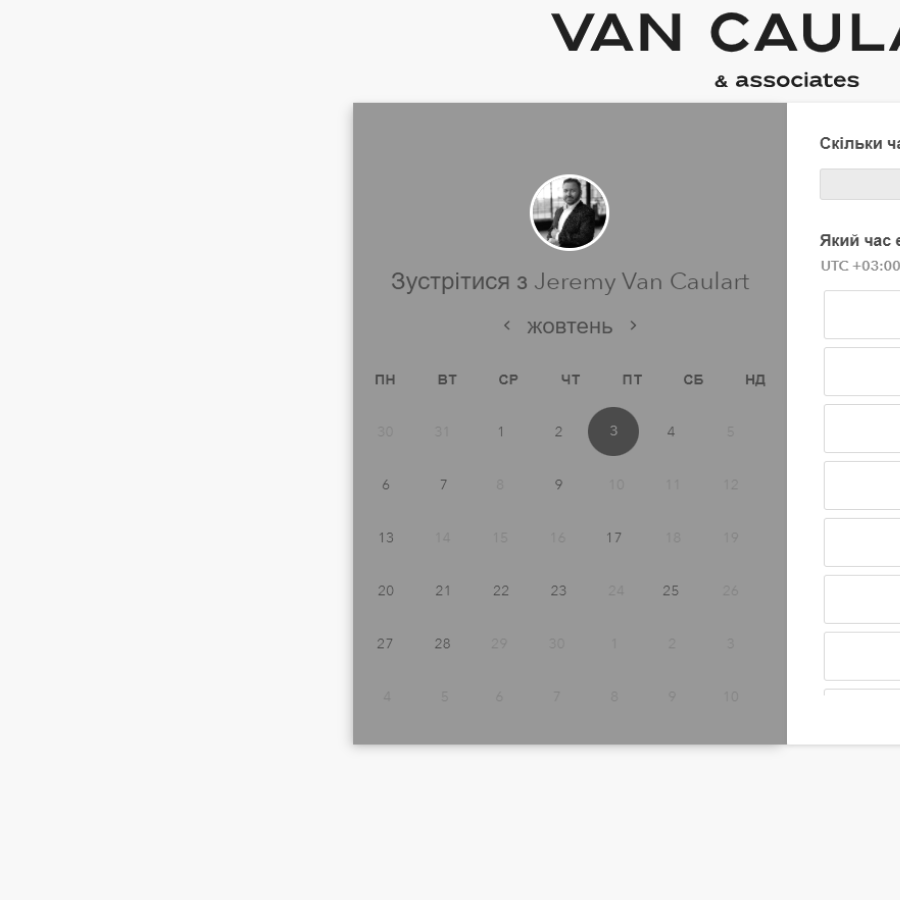 VAN CAULA
& associates
Скільки ча
Який час є
UTC +03:00
Зустрітися з Jeremy Van Caulart
жовтень
ПН ВТ СР ЧТ ПТ СБ НД
30 31 1 2 3 4 5
6 7 8 9 10 11 12
13 14 15 16 17 18 19
20 21 22 23 24 25 26
27 28 29 30 1 2 3
4 5 6 7 8 9 10